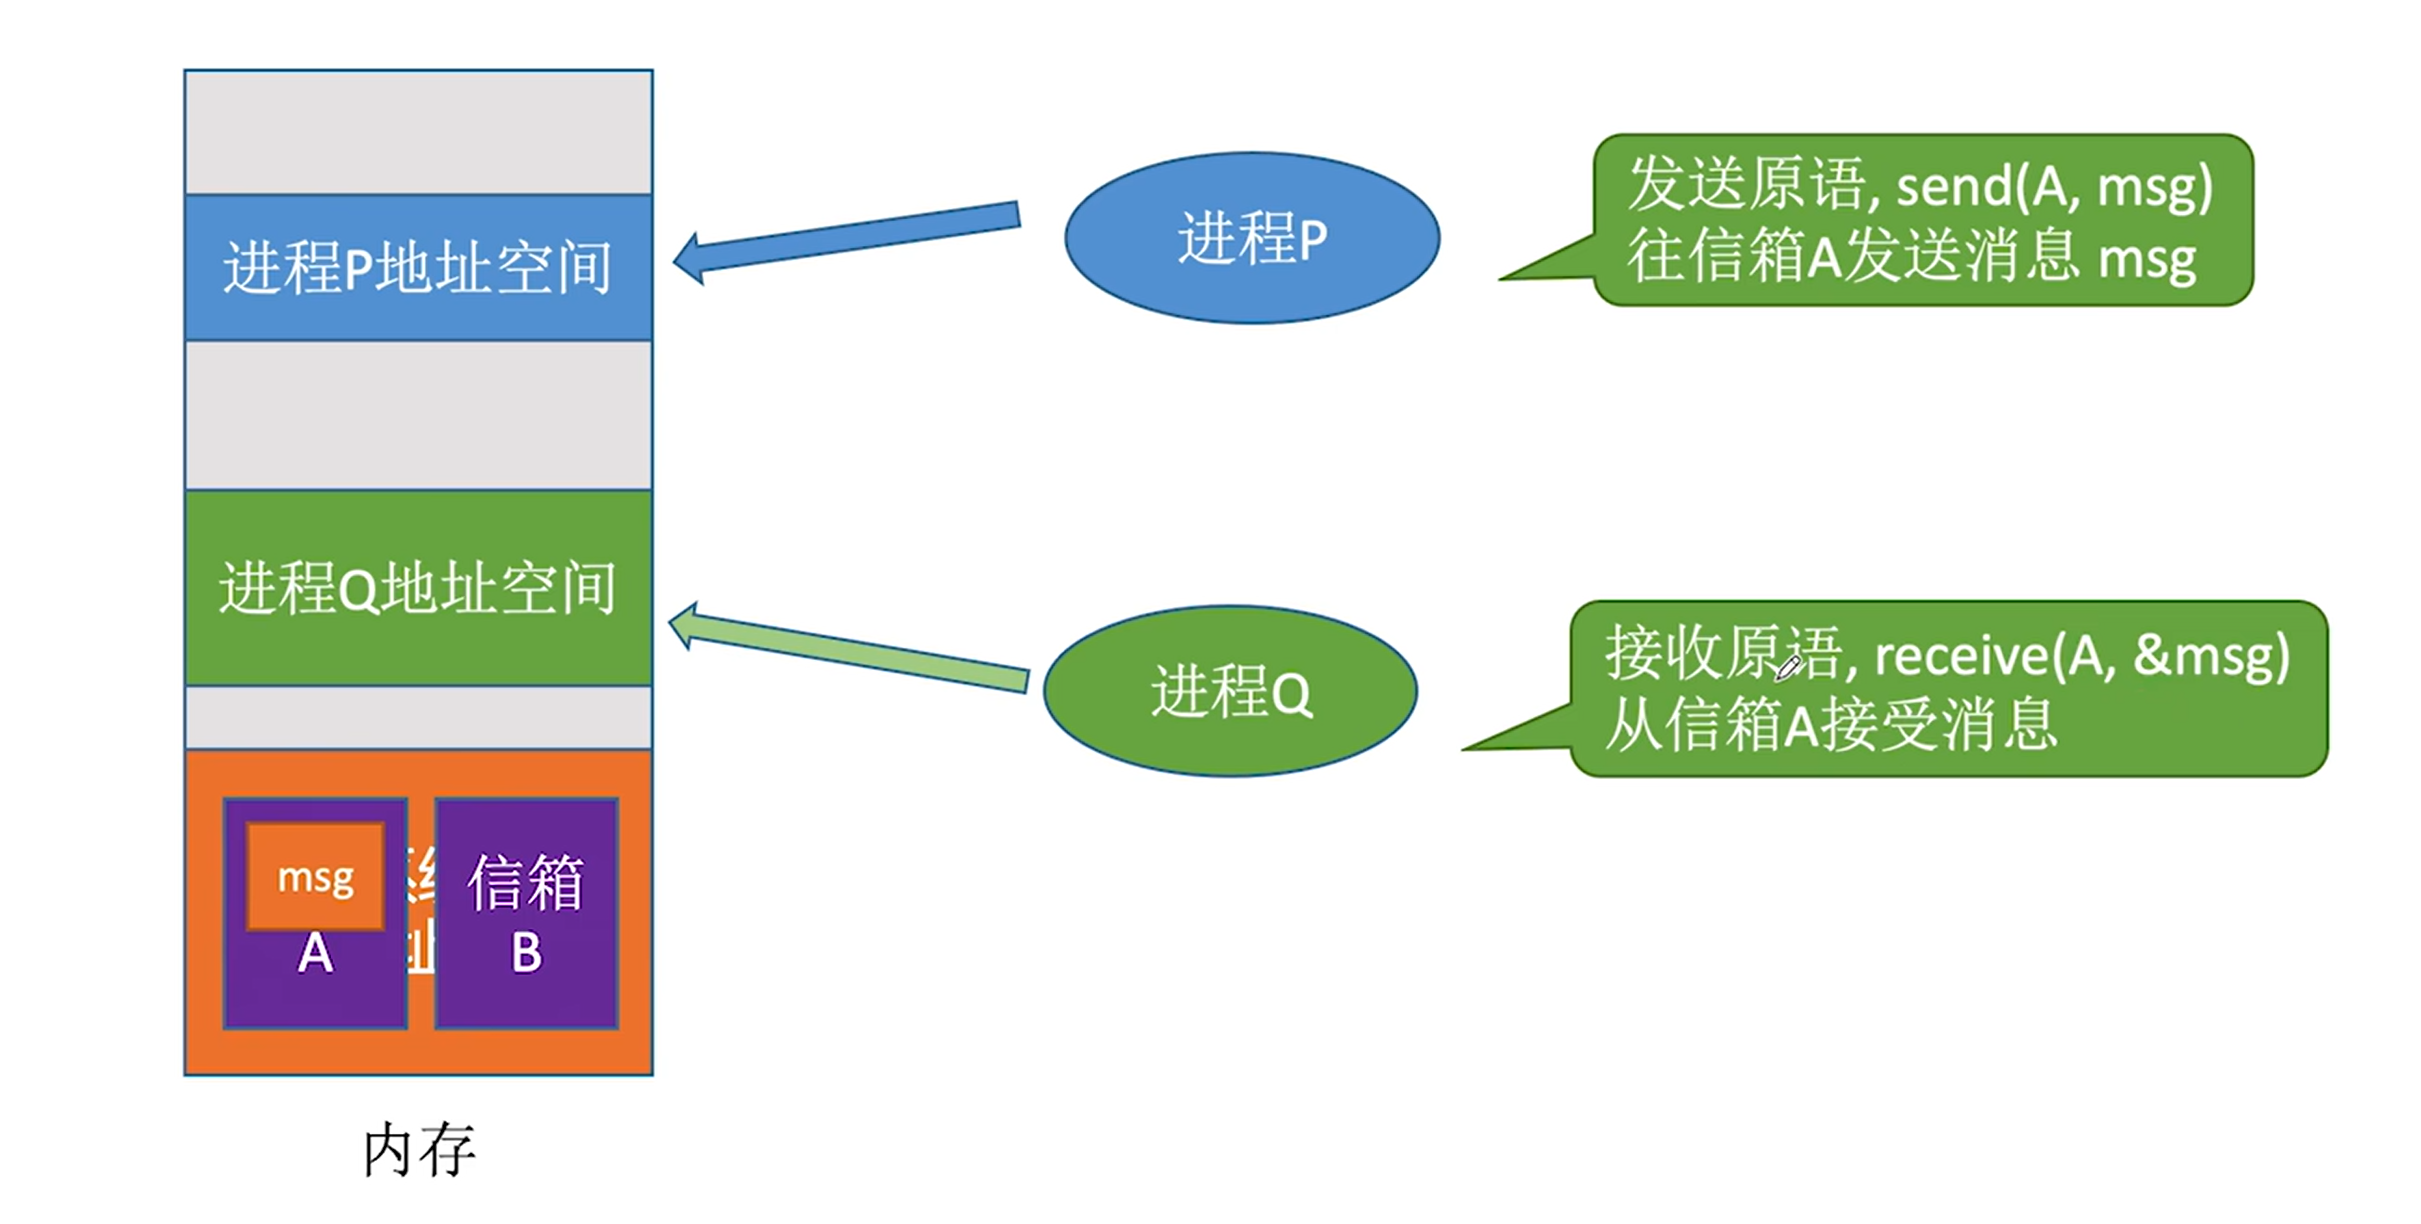 进程P地址空间
进程P
发送原语, send(A, msg)
往信箱A发送消息 msg
进程Q地址空间
进程Q
接收原语, receive(A, &msg)
从信箱A接受消息
msg
A
信箱
B
内存